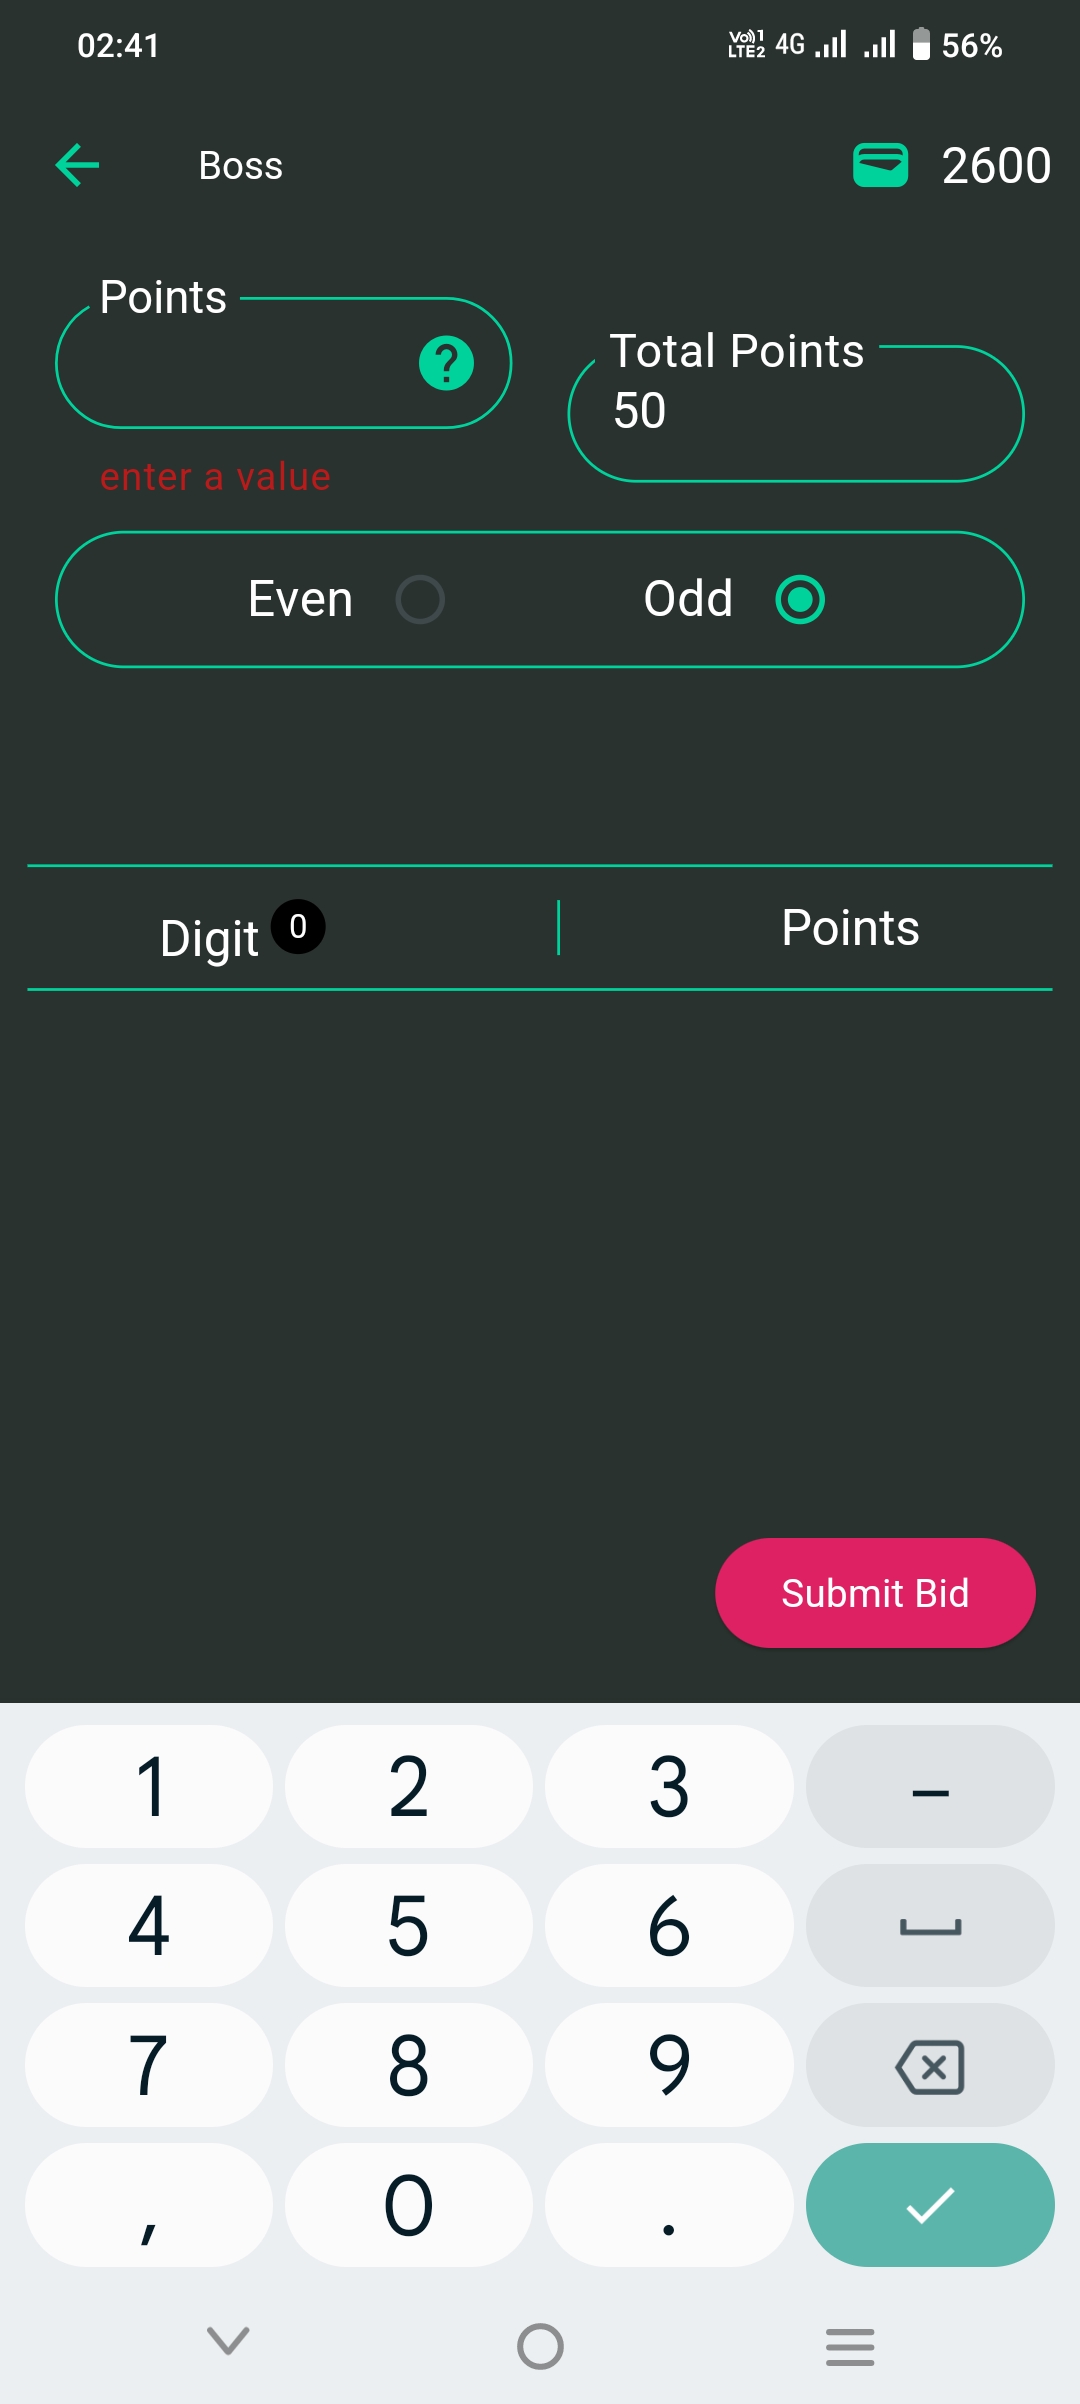 02:41 Vo)) 1 LTE2 4G 56%
Boss 2600
Points
Total Points
50
enter a value
Even Odd
Digit 0 Points
Submit Bid
1 2 3 –
4 5 6
7 8 9
, 0 .